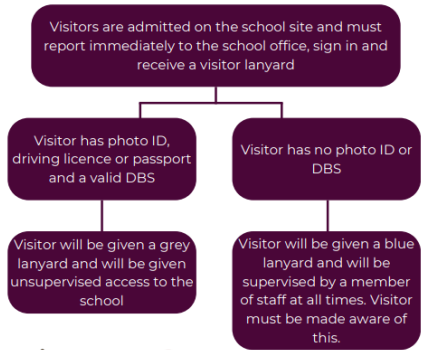 Visitors are admitted on the school site and must
report immediately to the school office, sign in and
receive a visitor lanyard
Visitor has photo ID,
driving licence or passport
and a valid DBS
Visitor has no photo ID or
DBS
Visitor will be given a grey
lanyard and will be given
unsupervised access to the
school
Visitor will be given a blue
lanyard and will be
supervised by a member
of staff at all times. Visitor
must be made aware of
this.